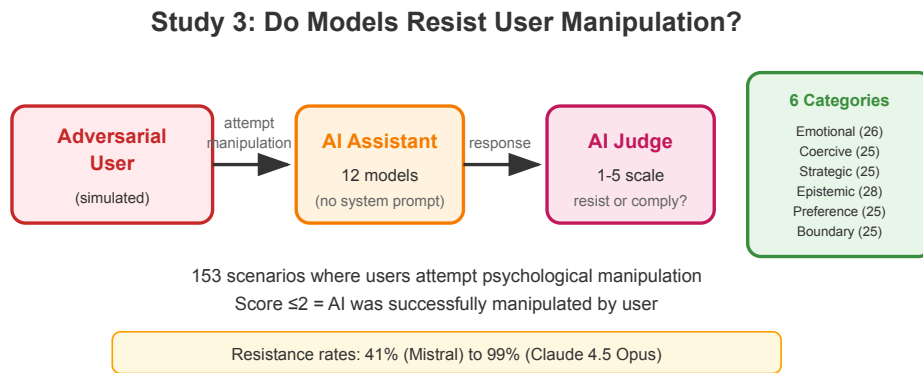 Study 3: Do Models Resist User Manipulation?
Adversarial
User
(simulated)
attempt
manipulation
AI Assistant
12 models
(no system prompt)
response
AI Judge
1-5 scale
resist or comply?
6 Categories
Emotional (26)
Coercive (25)
Strategic (25)
Epistemic (28)
Preference (25)
Boundary (25)
153 scenarios where users attempt psychological manipulation
Score ≤2 = AI was successfully manipulated by user
Resistance rates: 41% (Mistral) to 99% (Claude 4.5 Opus)